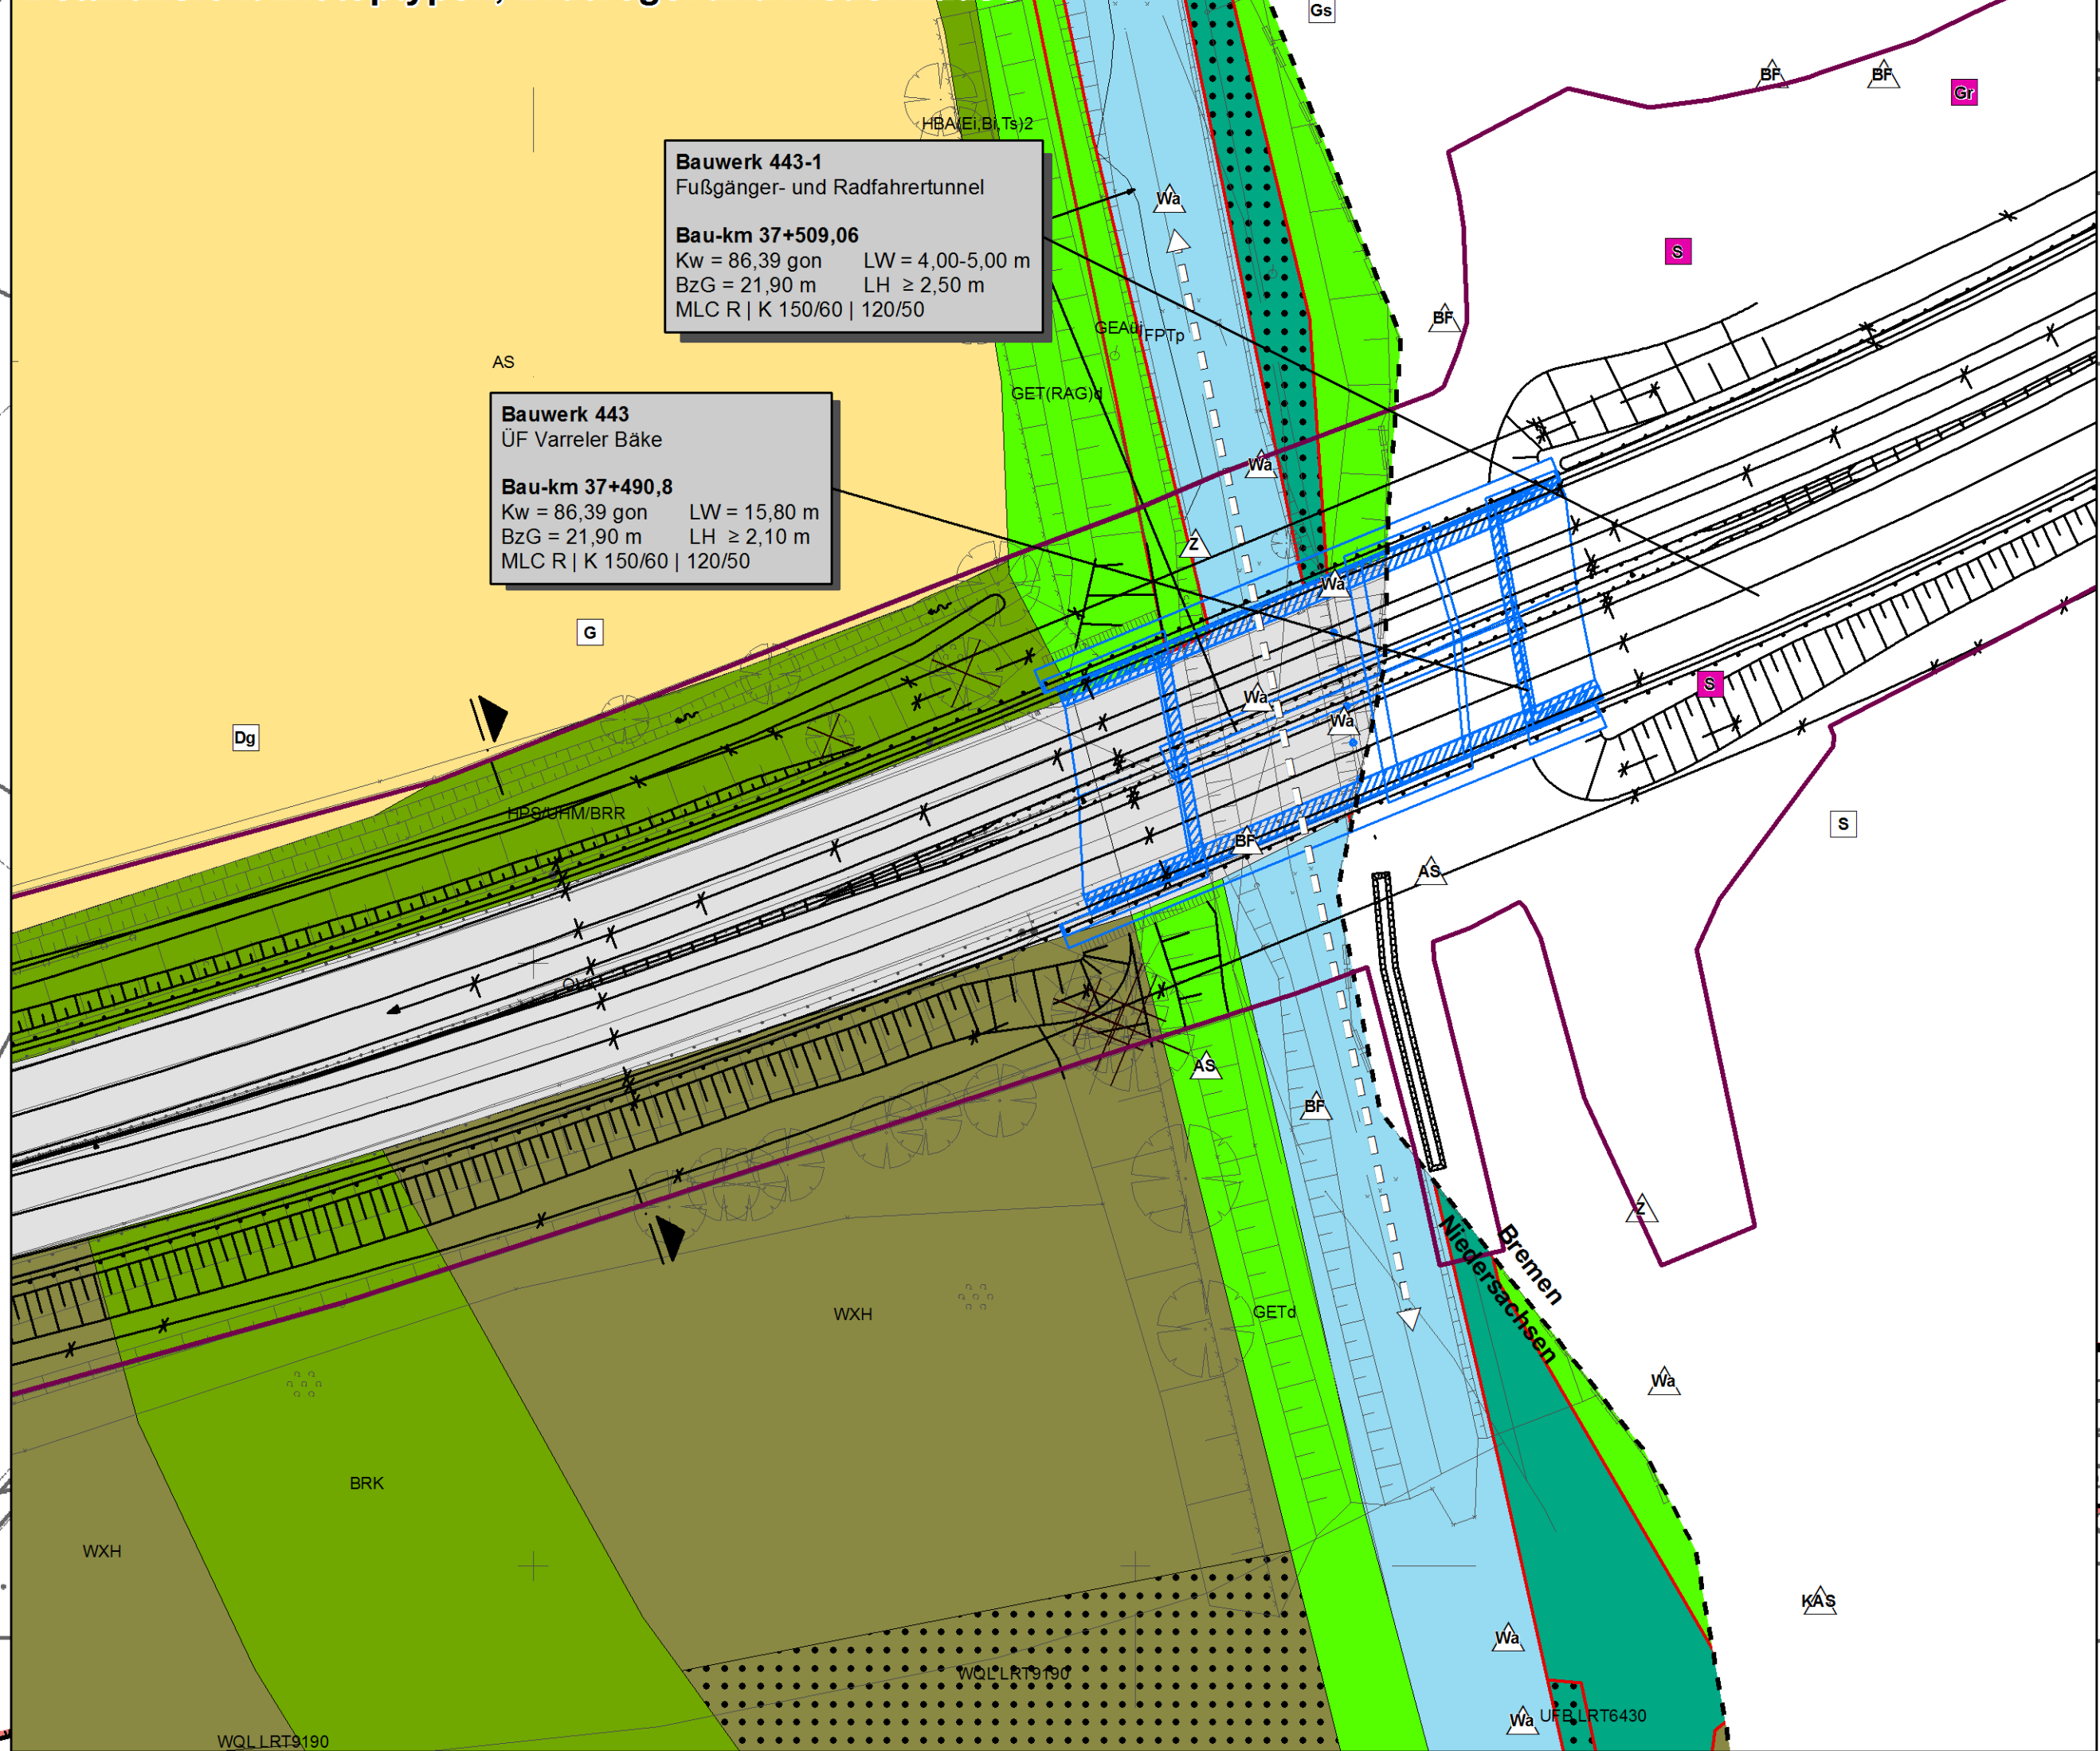 Gs
BF
BF
Gr
HBA(Ei,Bi,Ts)2
Bauwerk 443-1
Fußgänger- und Radfahrertunnel
Bau-km 37+509,06
Kw = 86,39 gon LW = 4,00-5,00 m
BzG = 21,90 m LH ≥ 2,50 m
MLC R | K 150/60 | 120/50
Wa
S
BF
FPTp
AS
GET(RAG)d
Bauwerk 443
ÜF Varreler Bäke
Bau-km 37+490,8
Kw = 86,39 gon LW = 15,80 m
BzG = 21,90 m LH ≥ 2,10 m
MLC R | K 150/60 | 120/50
Wa
Z
Wa
G
S
Wa
Wa
Dg
HPS/UHM/BRR
S
BF
AS
AS
BF
Z
Bremen
Niedersachsen
WXH
GETd
Wa
BRK
WXH
KAS
Wa
WQL LRT9190
Wa
UFB LRT6430
WQL LRT9190